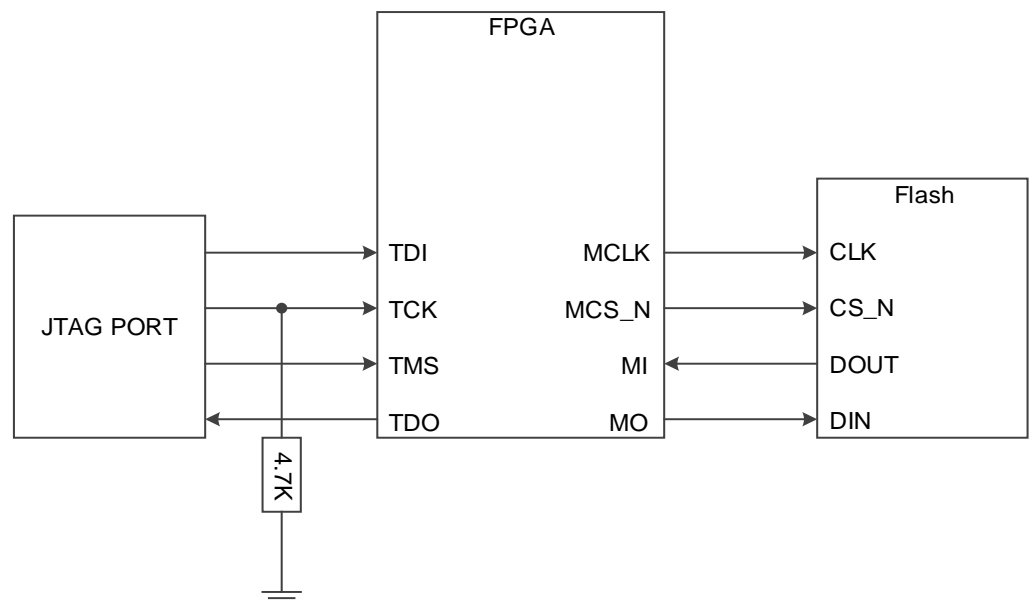 FPGA
Flash
JTAG PORT
TDI
TCK
TMS
TDO
MCLK
MCS_N
MI
MO
CLK
CS_N
DOUT
DIN
4.7K